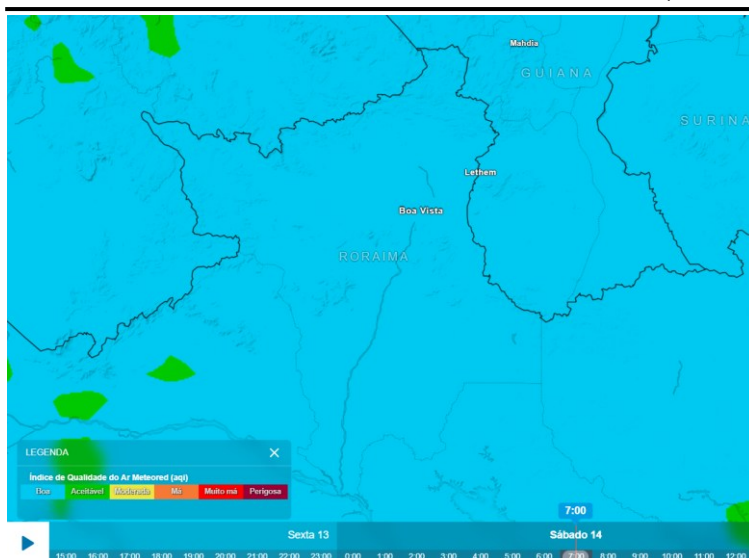 Mahdia
GUIANA
SURINA
Lethem
Boa Vista
RORAIMA
LEGENDA
Índice de Qualidade do Ar Meteored (aqi)
Boa Aceitável Moderada Má Muito má Perigosa
7:00
Sexta 13 Sábado 14
15:00 16:00 17:00 18:00 19:00 20:00 21:00 22:00 23:00 0:00 1:00 2:00 3:00 4:00 5:00 6:00 7:00 8:00 9:00 10:00 11:00 12:00